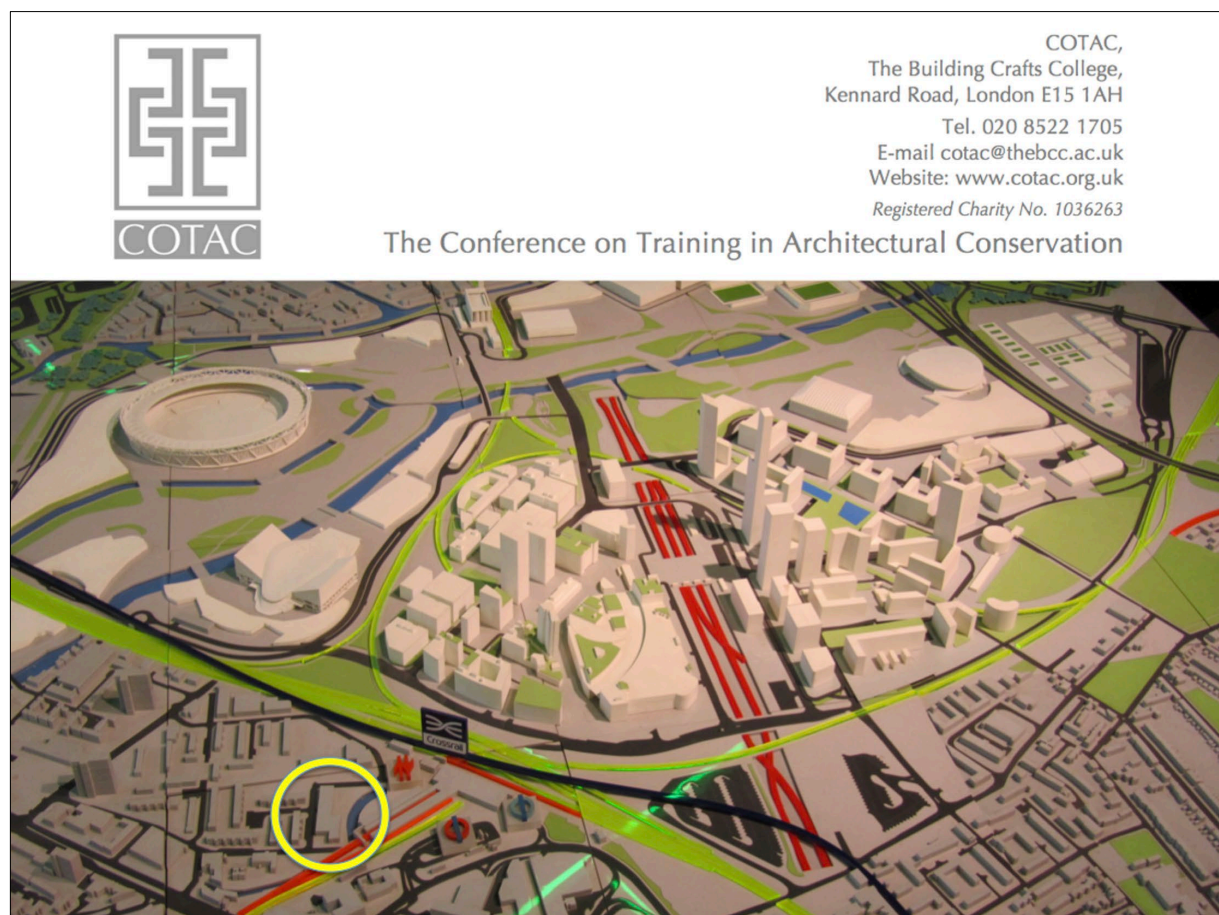 COTAC,
The Building Crafts College,
Kennard Road, London E15 1AH
Tel. 020 8522 1705
E-mail cotac@thebcc.ac.uk
Website: www.cotac.org.uk
Registered Charity No. 1036263
COTAC
The Conference on Training in Architectural Conservation
Crossrail